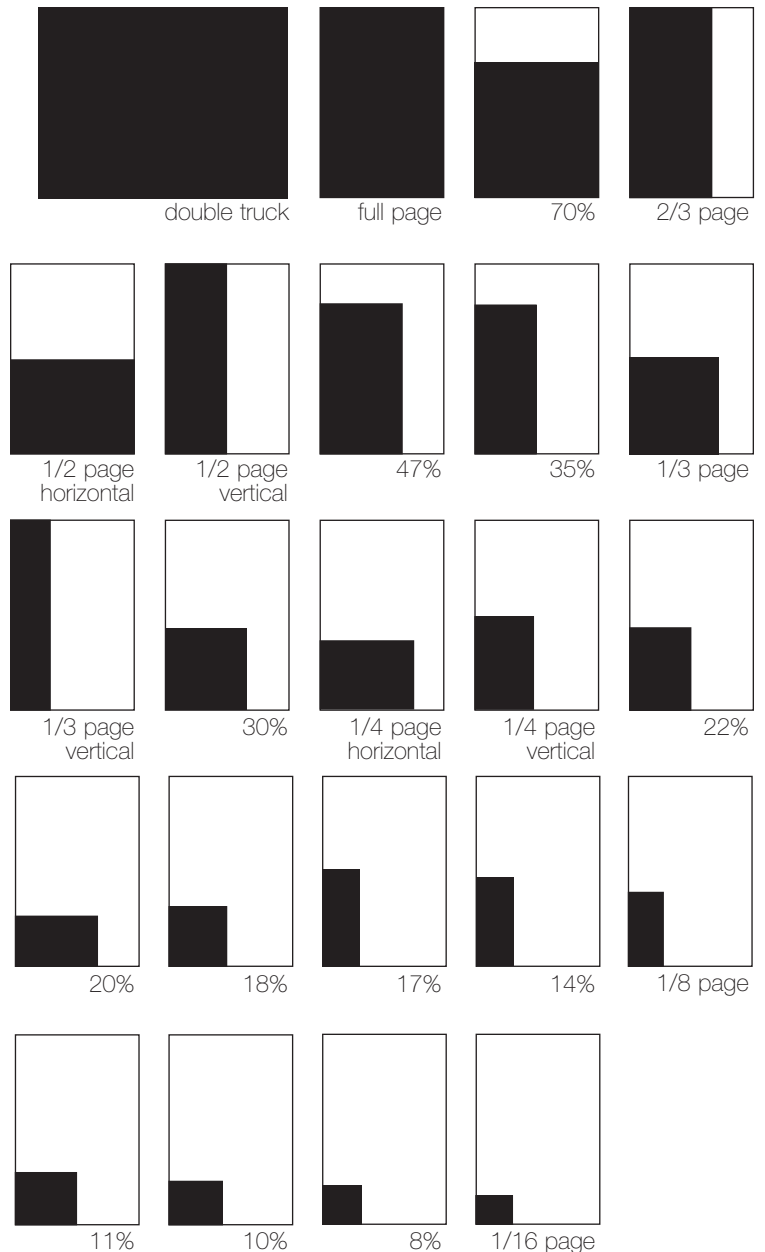 double truck
full page
70%
2/3 page
1/2 page
horizontal
1/2 page
vertical
47%
35%
1/3 page
1/3 page
vertical
30%
1/4 page
horizontal
1/4 page
vertical
22%
20%
18%
17%
14%
1/8 page
11%
10%
8%
1/16 page